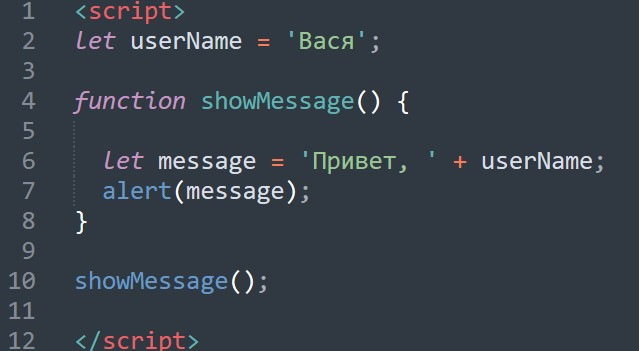 1 <script>
2 let userName = 'Вася';
3
4 function showMessage() {
5
6   let message = 'Привет, ' + userName;
7   alert(message);
8 }
9
10 showMessage();
11
12 </script>